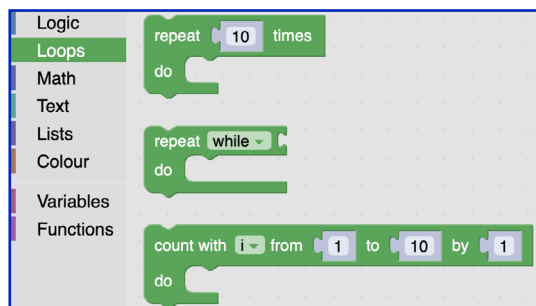 Logic
Loops
Math
Text
Lists
Colour
Variables
Functions
repeat 10 times
do
repeat while
do
count with i from 1 to 10 by 1
do